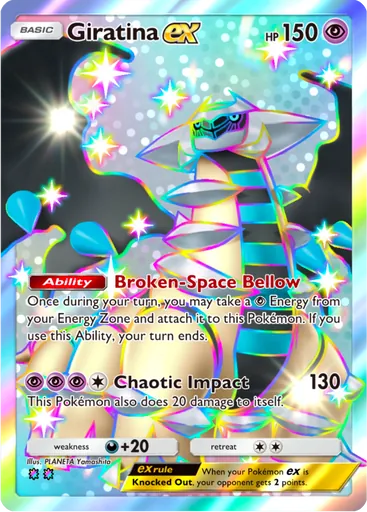 BASIC Giratina ex HP 150
Ability Broken-Space Bellow
Once during your turn, you may take a Energy from
your Energy Zone and attach it to this Pokémon. If you
use this Ability, your turn ends.
Chaotic Impact 130
This Pokémon also does 20 damage to itself.
weakness +20 retreat
Illus. PLANETA Yamashita
ex rule When your Pokémon ex is
Knocked Out, your opponent gets 2 points.